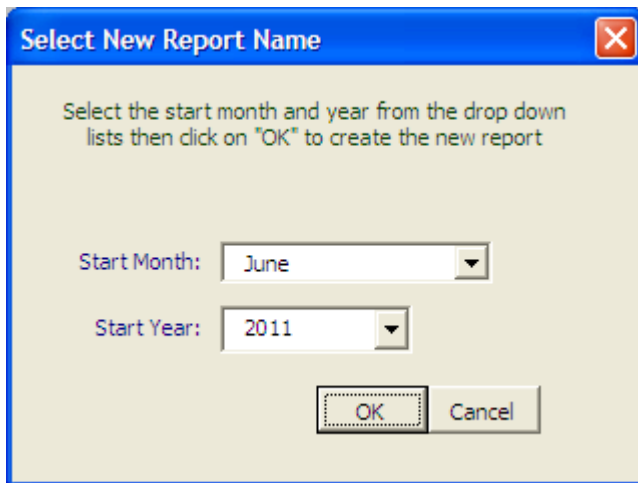 Select New Report Name
Select the start month and year from the drop down
lists then click on "OK" to create the new report
Start Month: June
Start Year: 2011
OK Cancel